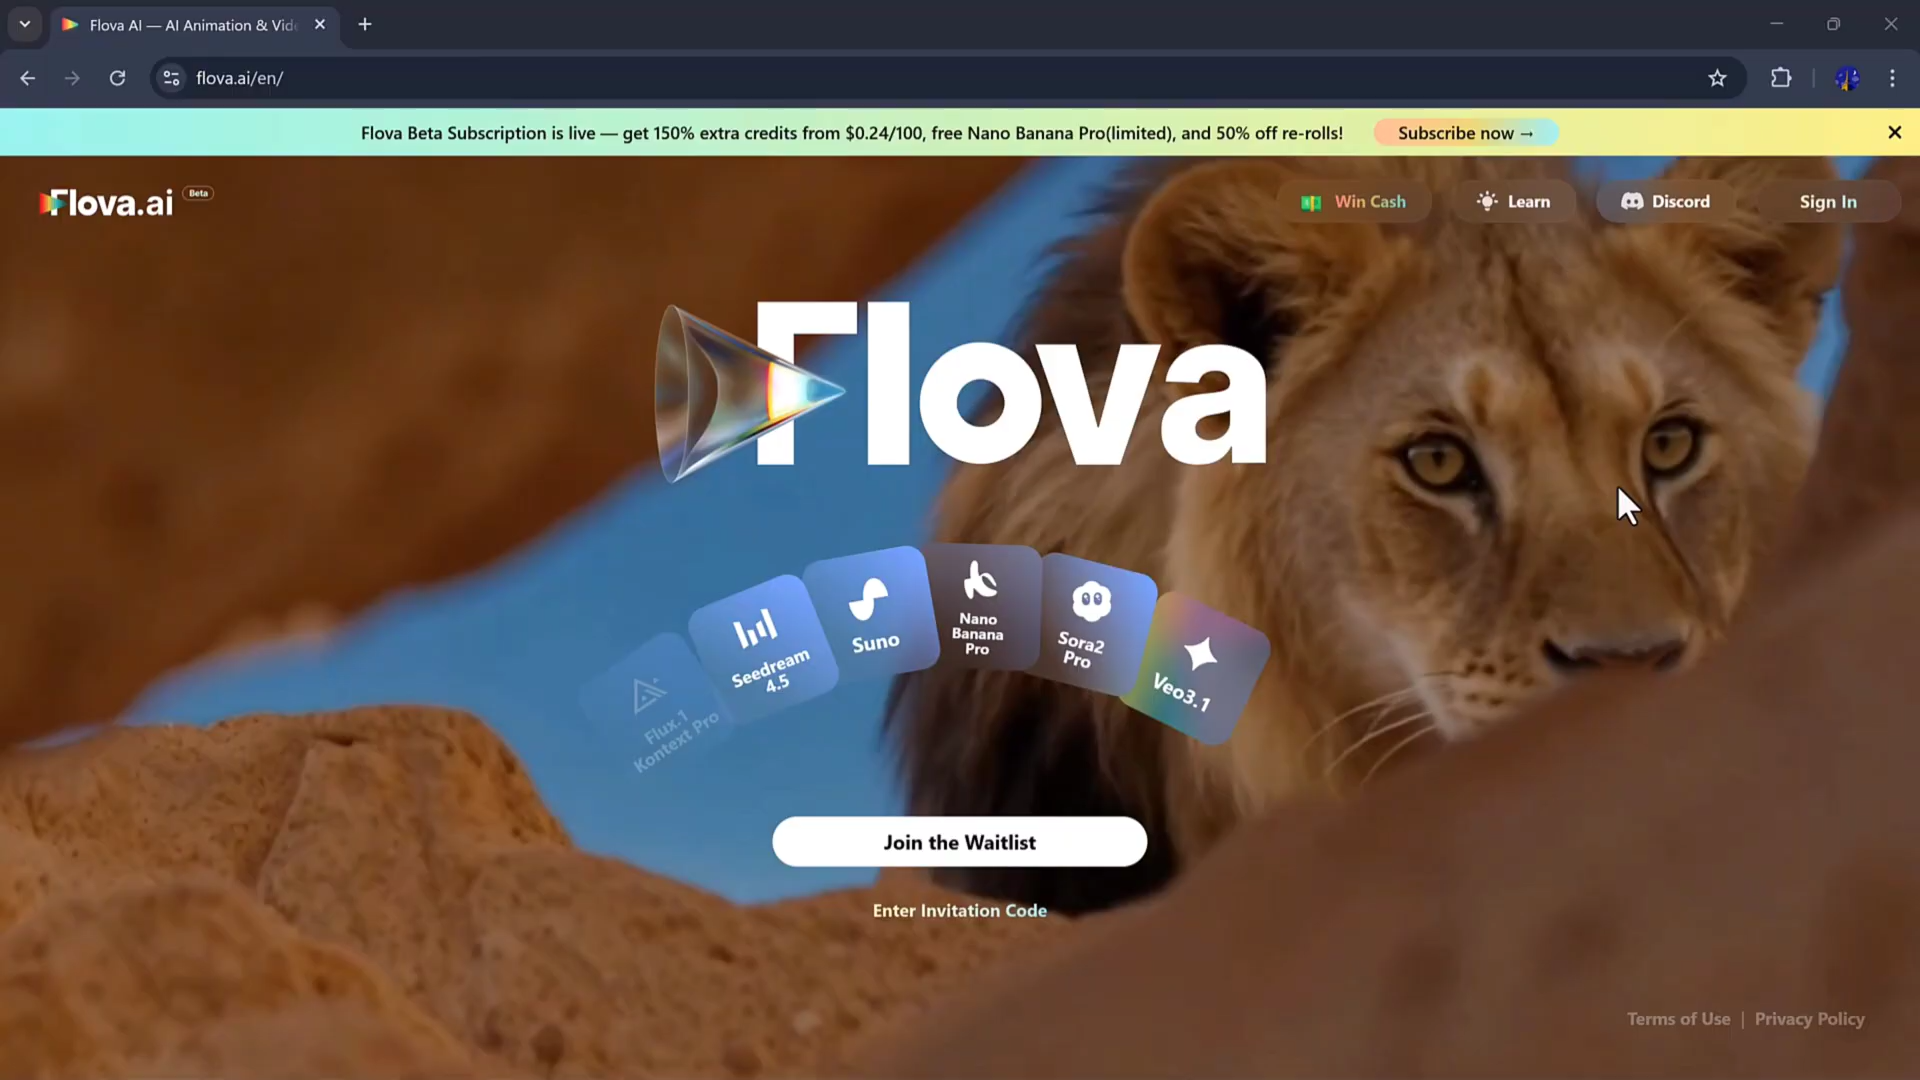 Flova AI — AI Animation & Vide
flova.ai/en/
Flova Beta Subscription is live — get 150% extra credits from $0.24/100, free Nano Banana Pro(limited), and 50% off re-rolls!
Subscribe now →
Flova.ai
Beta
Win Cash
Learn
Discord
Sign In
Flova
Flux.1
Kontext Pro
Seedream
4.5
Suno
Nano
Banana
Pro
Sora2
Pro
Veo3.1
Join the Waitlist
Enter Invitation Code
Terms of Use | Privacy Policy